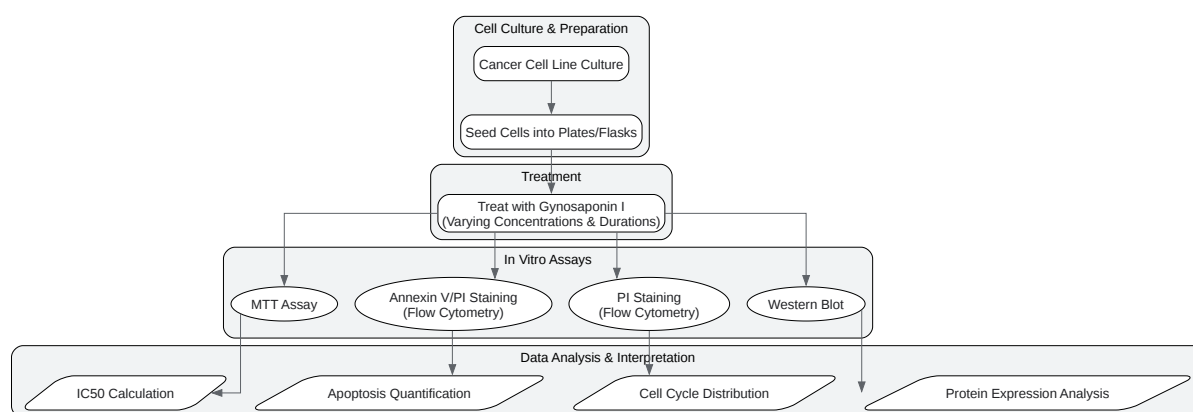 Cell Culture & Preparation
Cancer Cell Line Culture
Seed Cells into Plates/Flasks
Treatment
Treat with Gynosaponin I
(Varying Concentrations & Durations)
In Vitro Assays
MTT Assay
Annexin V/PI Staining
(Flow Cytometry)
PI Staining
(Flow Cytometry)
Western Blot
Data Analysis & Interpretation
IC50 Calculation
Apoptosis Quantification
Cell Cycle Distribution
Protein Expression Analysis